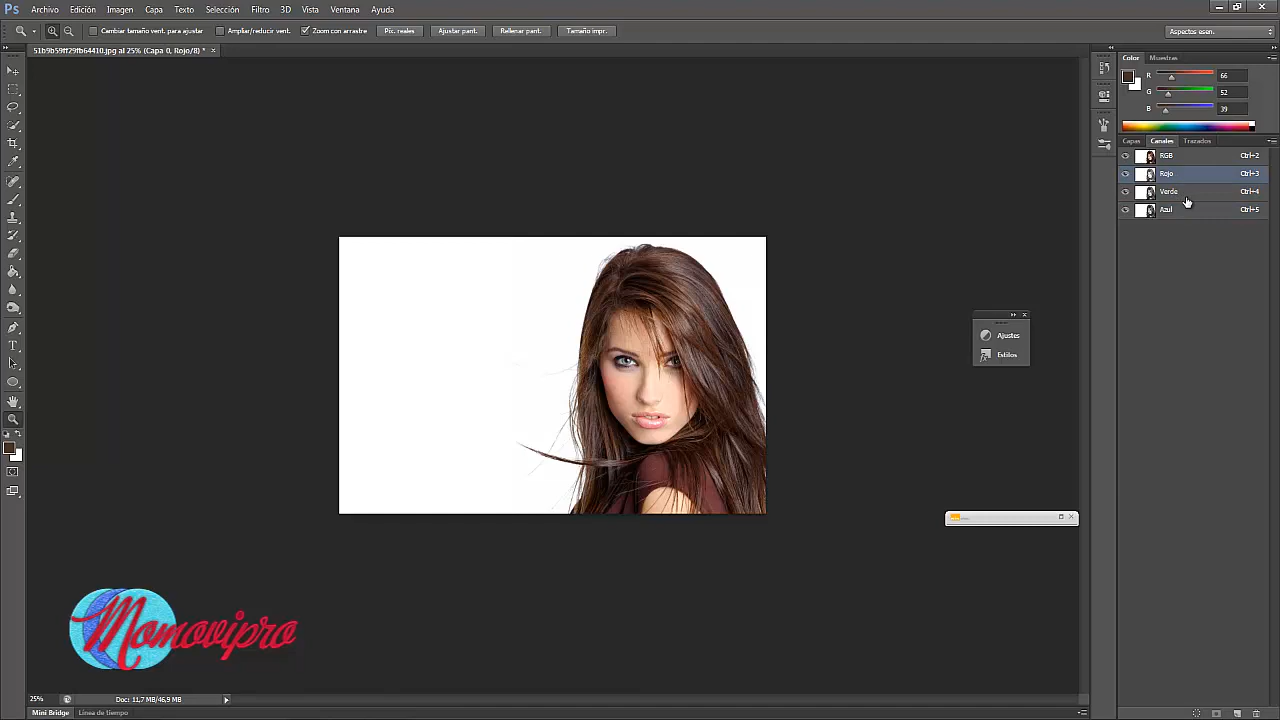 Ps Archivo Edición Imagen Capa Texto Selección Filtro 3D Vista Ventana Ayuda
Cambiar tamaño vent. para ajustar Ampliar/reducir vent. Zoom con arrastre Píx. reales Ajustar pant. Rellenar pant. Tamaño impr. Aspectos esen.
51b9b59ff29fb64410.jpg al 25% (Capa 0, Rojo/8) * ×
Color Muestras
R 66
G 52
B 39
Capas Canales Trazados
RGB Ctrl+2
Rojo Ctrl+3
Verde Ctrl+4
Azul Ctrl+5
Ajustes
Estilos
Momovipro
25% Doc: 11,7 MB/46,9 MB
Mini Bridge Línea de tiempo